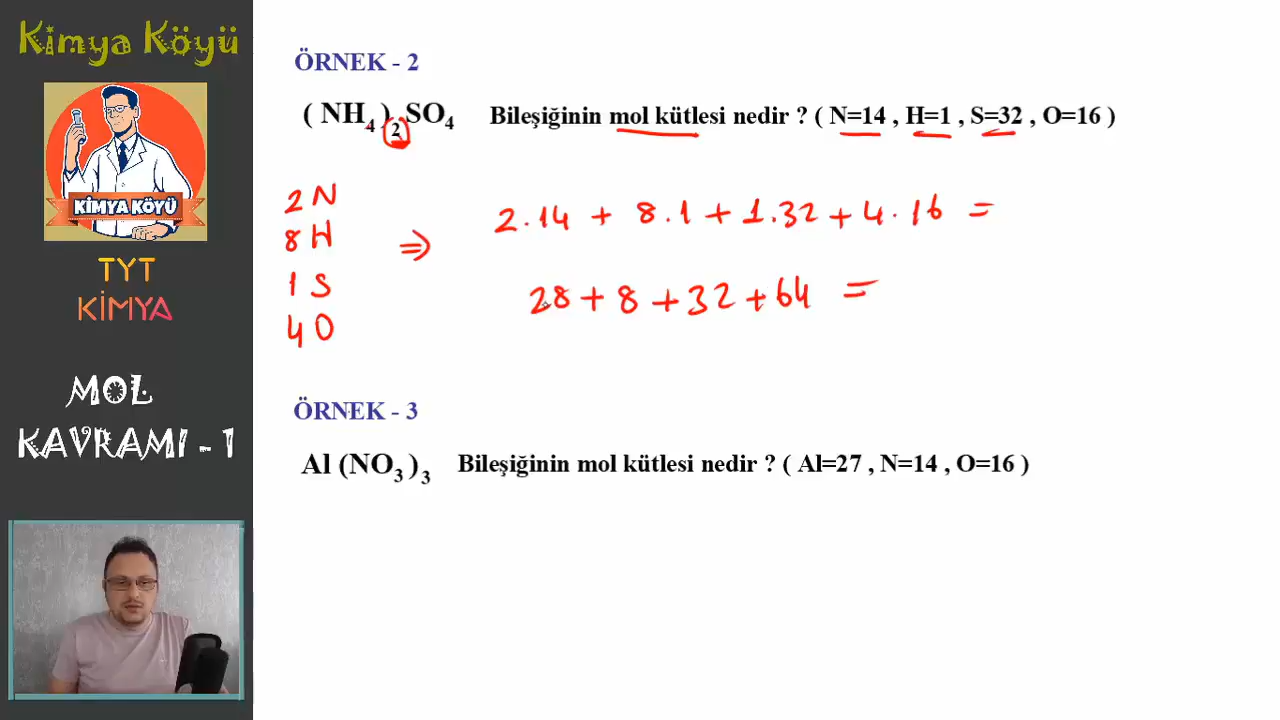 Kimya Köyü
KİMYA KÖYÜ
TYT
KİMYA
MOL
KAVRAMI - 1
ÖRNEK - 2
( NH4 )2SO4 Bileşiğinin mol kütlesi nedir ? ( N=14 , H=1 , S=32 , O=16 )
2 N
8 H
1 S
4 O
⇒
2.14 + 8.1 + 1.32 + 4.16 =
28 + 8 + 32 + 64 =
ÖRNEK - 3
Al (NO3 )3 Bileşiğinin mol kütlesi nedir ? ( Al=27 , N=14 , O=16 )